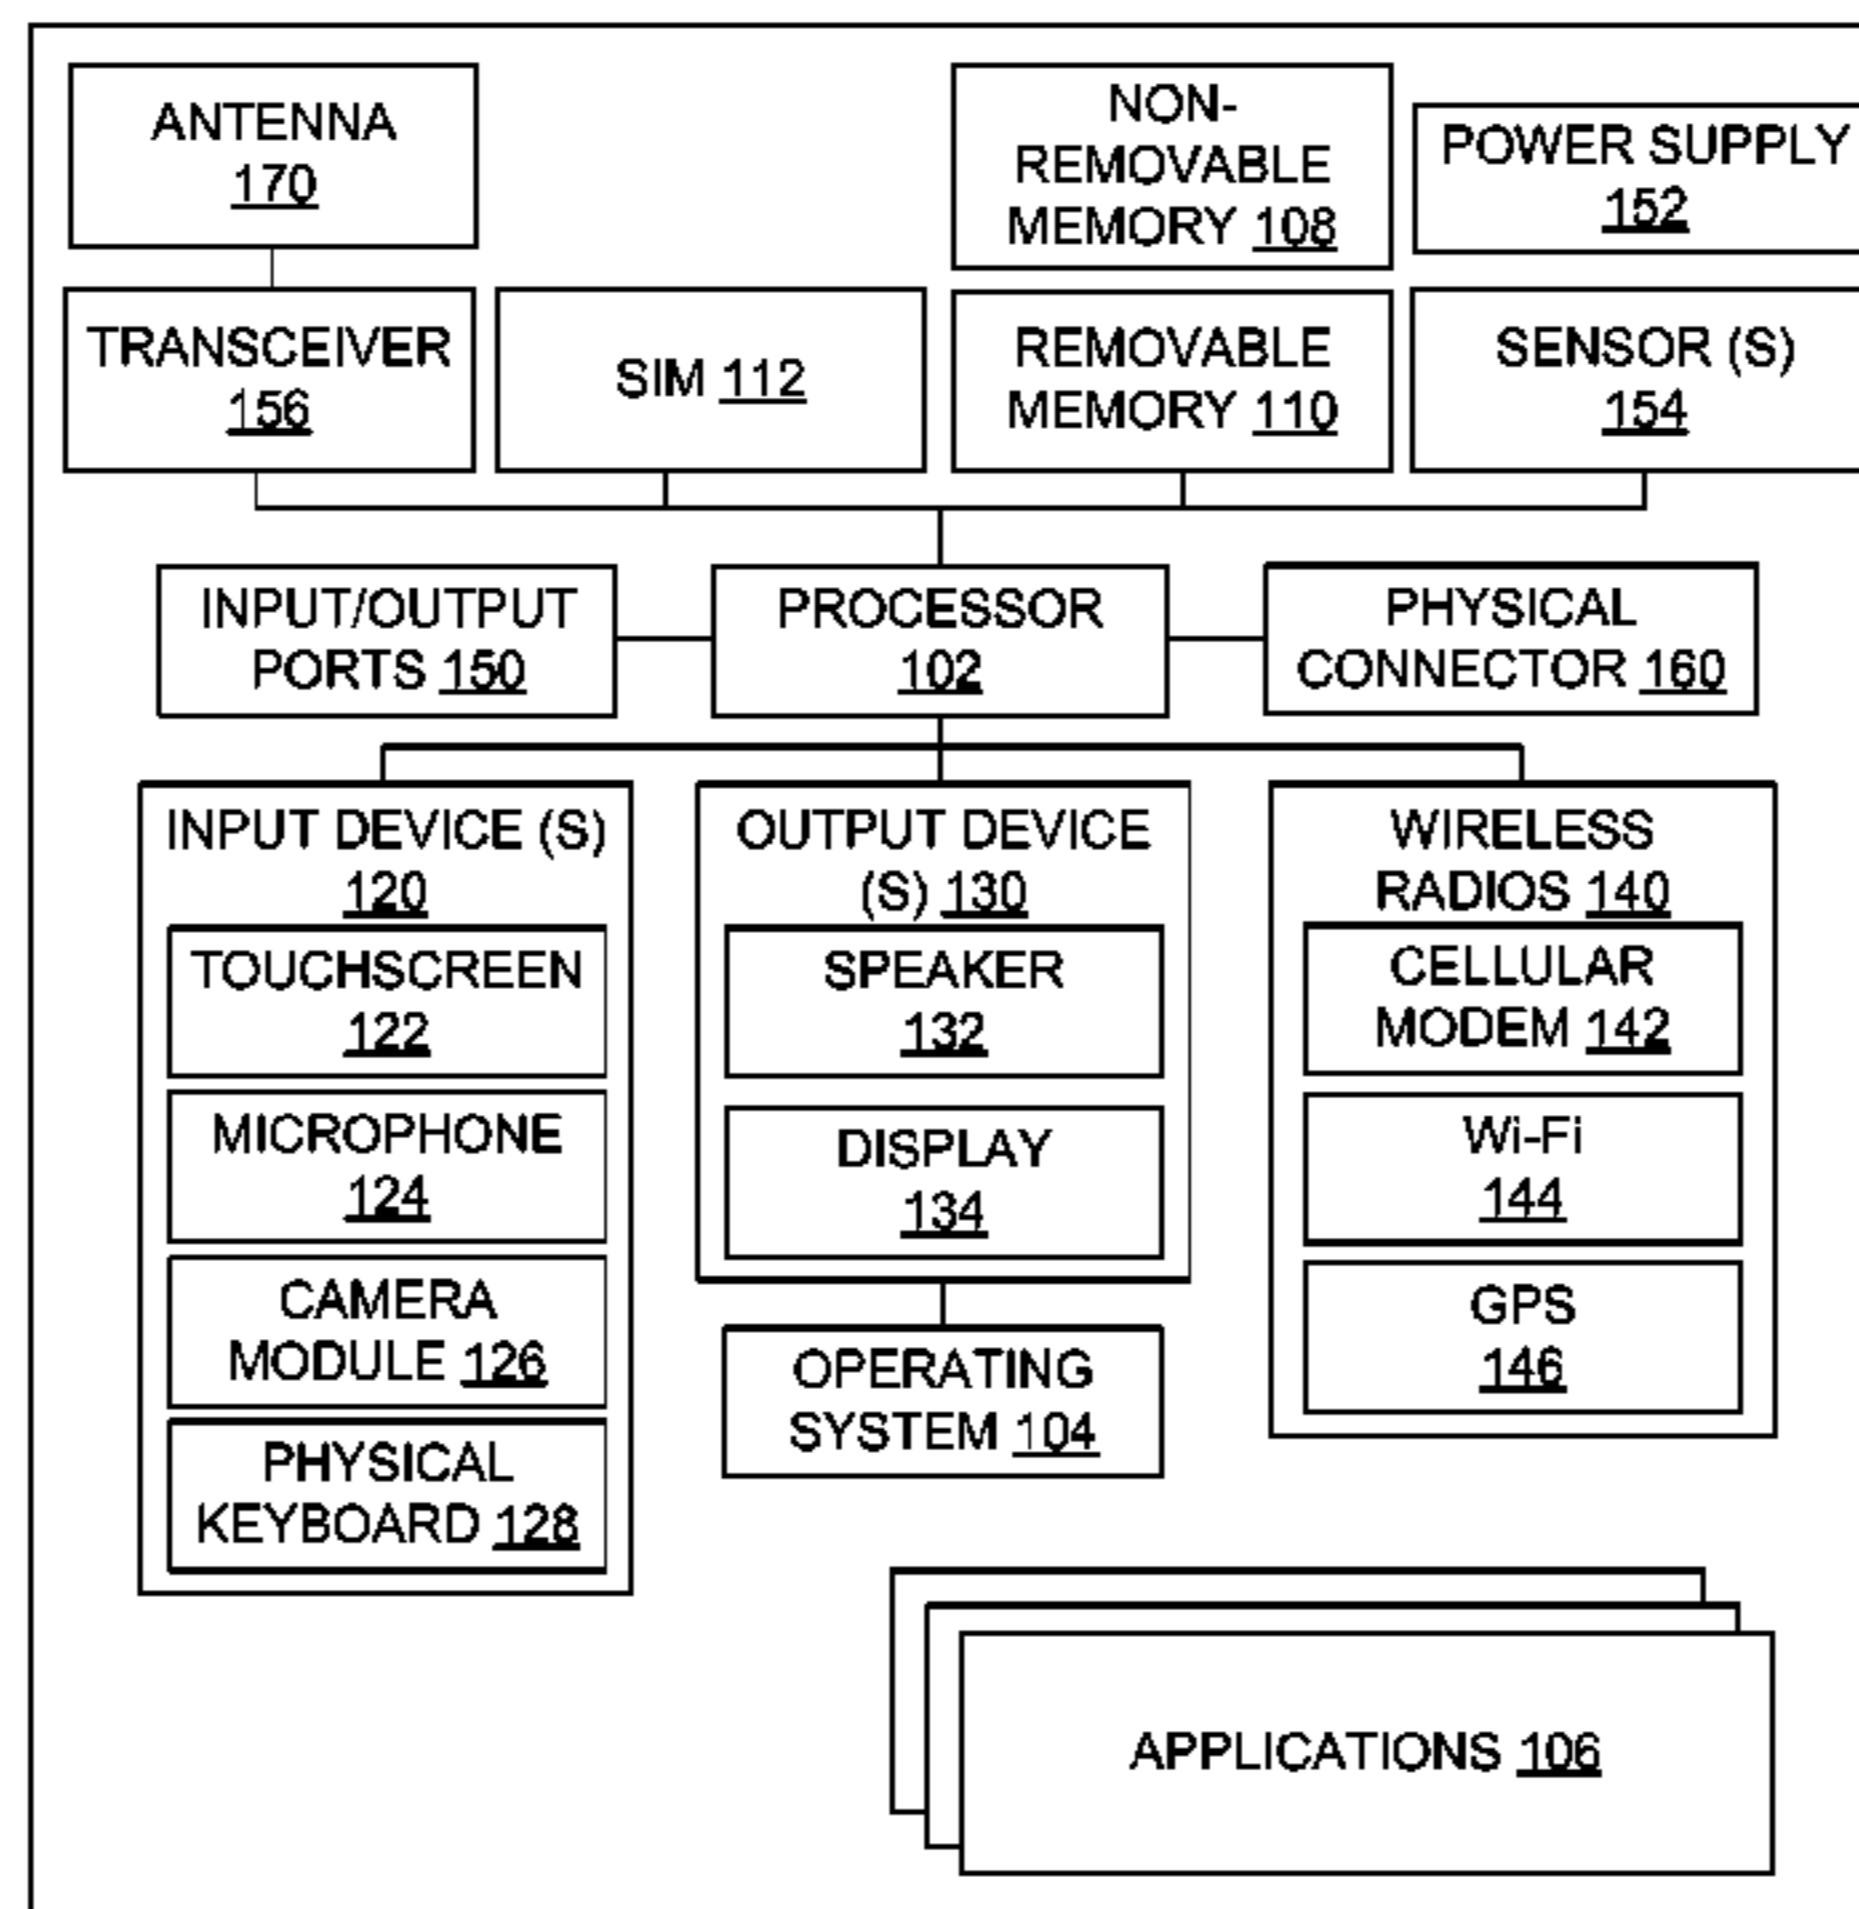 ANTENNA
170
NON-
REMOVABLE
MEMORY 108
POWER SUPPLY
152
TRANSCEIVER
156
SIM 112
REMOVABLE
MEMORY 110
SENSOR (S)
154
INPUT/OUTPUT
PORTS 150
PROCESSOR
102
PHYSICAL
CONNECTOR 160
INPUT DEVICE (S)
120
TOUCHSCREEN
122
MICROPHONE
124
CAMERA
MODULE 126
PHYSICAL
KEYBOARD 128
OUTPUT DEVICE
(S) 130
SPEAKER
132
DISPLAY
134
OPERATING
SYSTEM 104
WIRELESS
RADIOS 140
CELLULAR
MODEM 142
Wi-Fi
144
GPS
146
APPLICATIONS 106